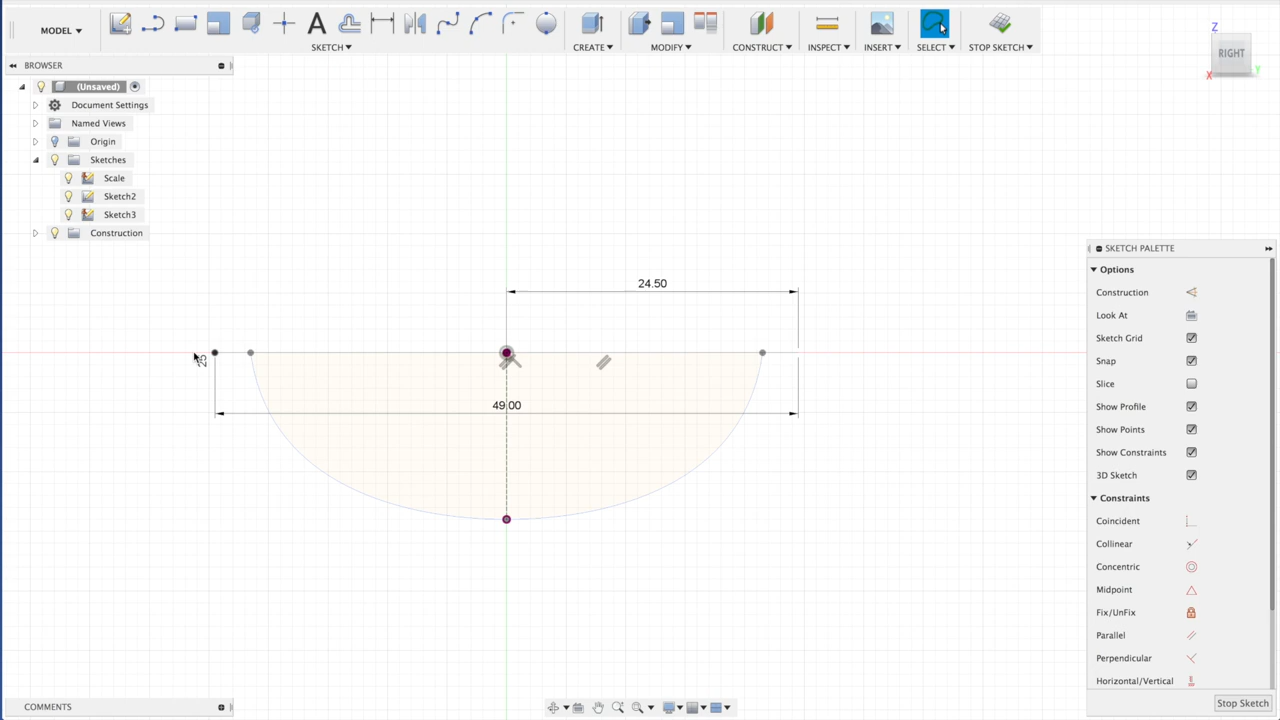 MODEL
SKETCH
CREATE
MODIFY
CONSTRUCT
INSPECT
INSERT
SELECT
STOP SKETCH
Z
RIGHT
X
Y
BROWSER
(Unsaved)
Document Settings
Named Views
Origin
Sketches
Scale
Sketch2
Sketch3
Construction
24.50
25
49.00
SKETCH PALETTE
Options
Construction
Look At
Sketch Grid
Snap
Slice
Show Profile
Show Points
Show Constraints
3D Sketch
Constraints
Coincident
Collinear
Concentric
Midpoint
Fix/UnFix
Parallel
Perpendicular
Horizontal/Vertical
Stop Sketch
COMMENTS